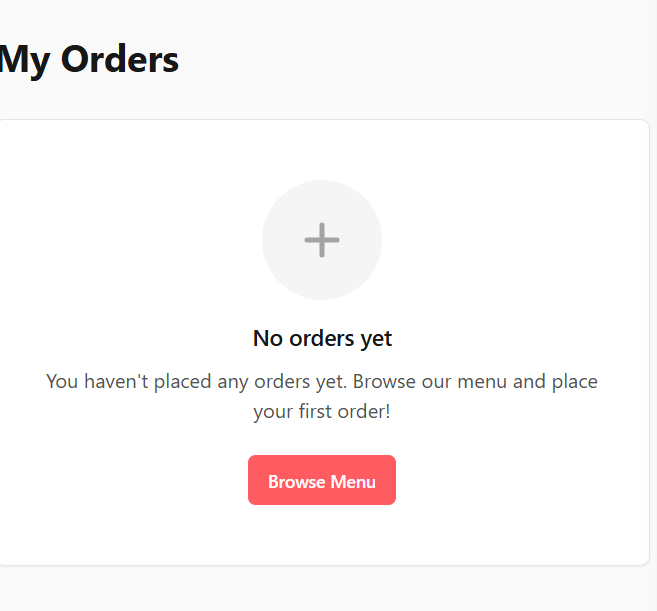 My Orders
No orders yet
You haven't placed any orders yet. Browse our menu and place
your first order!
Browse Menu